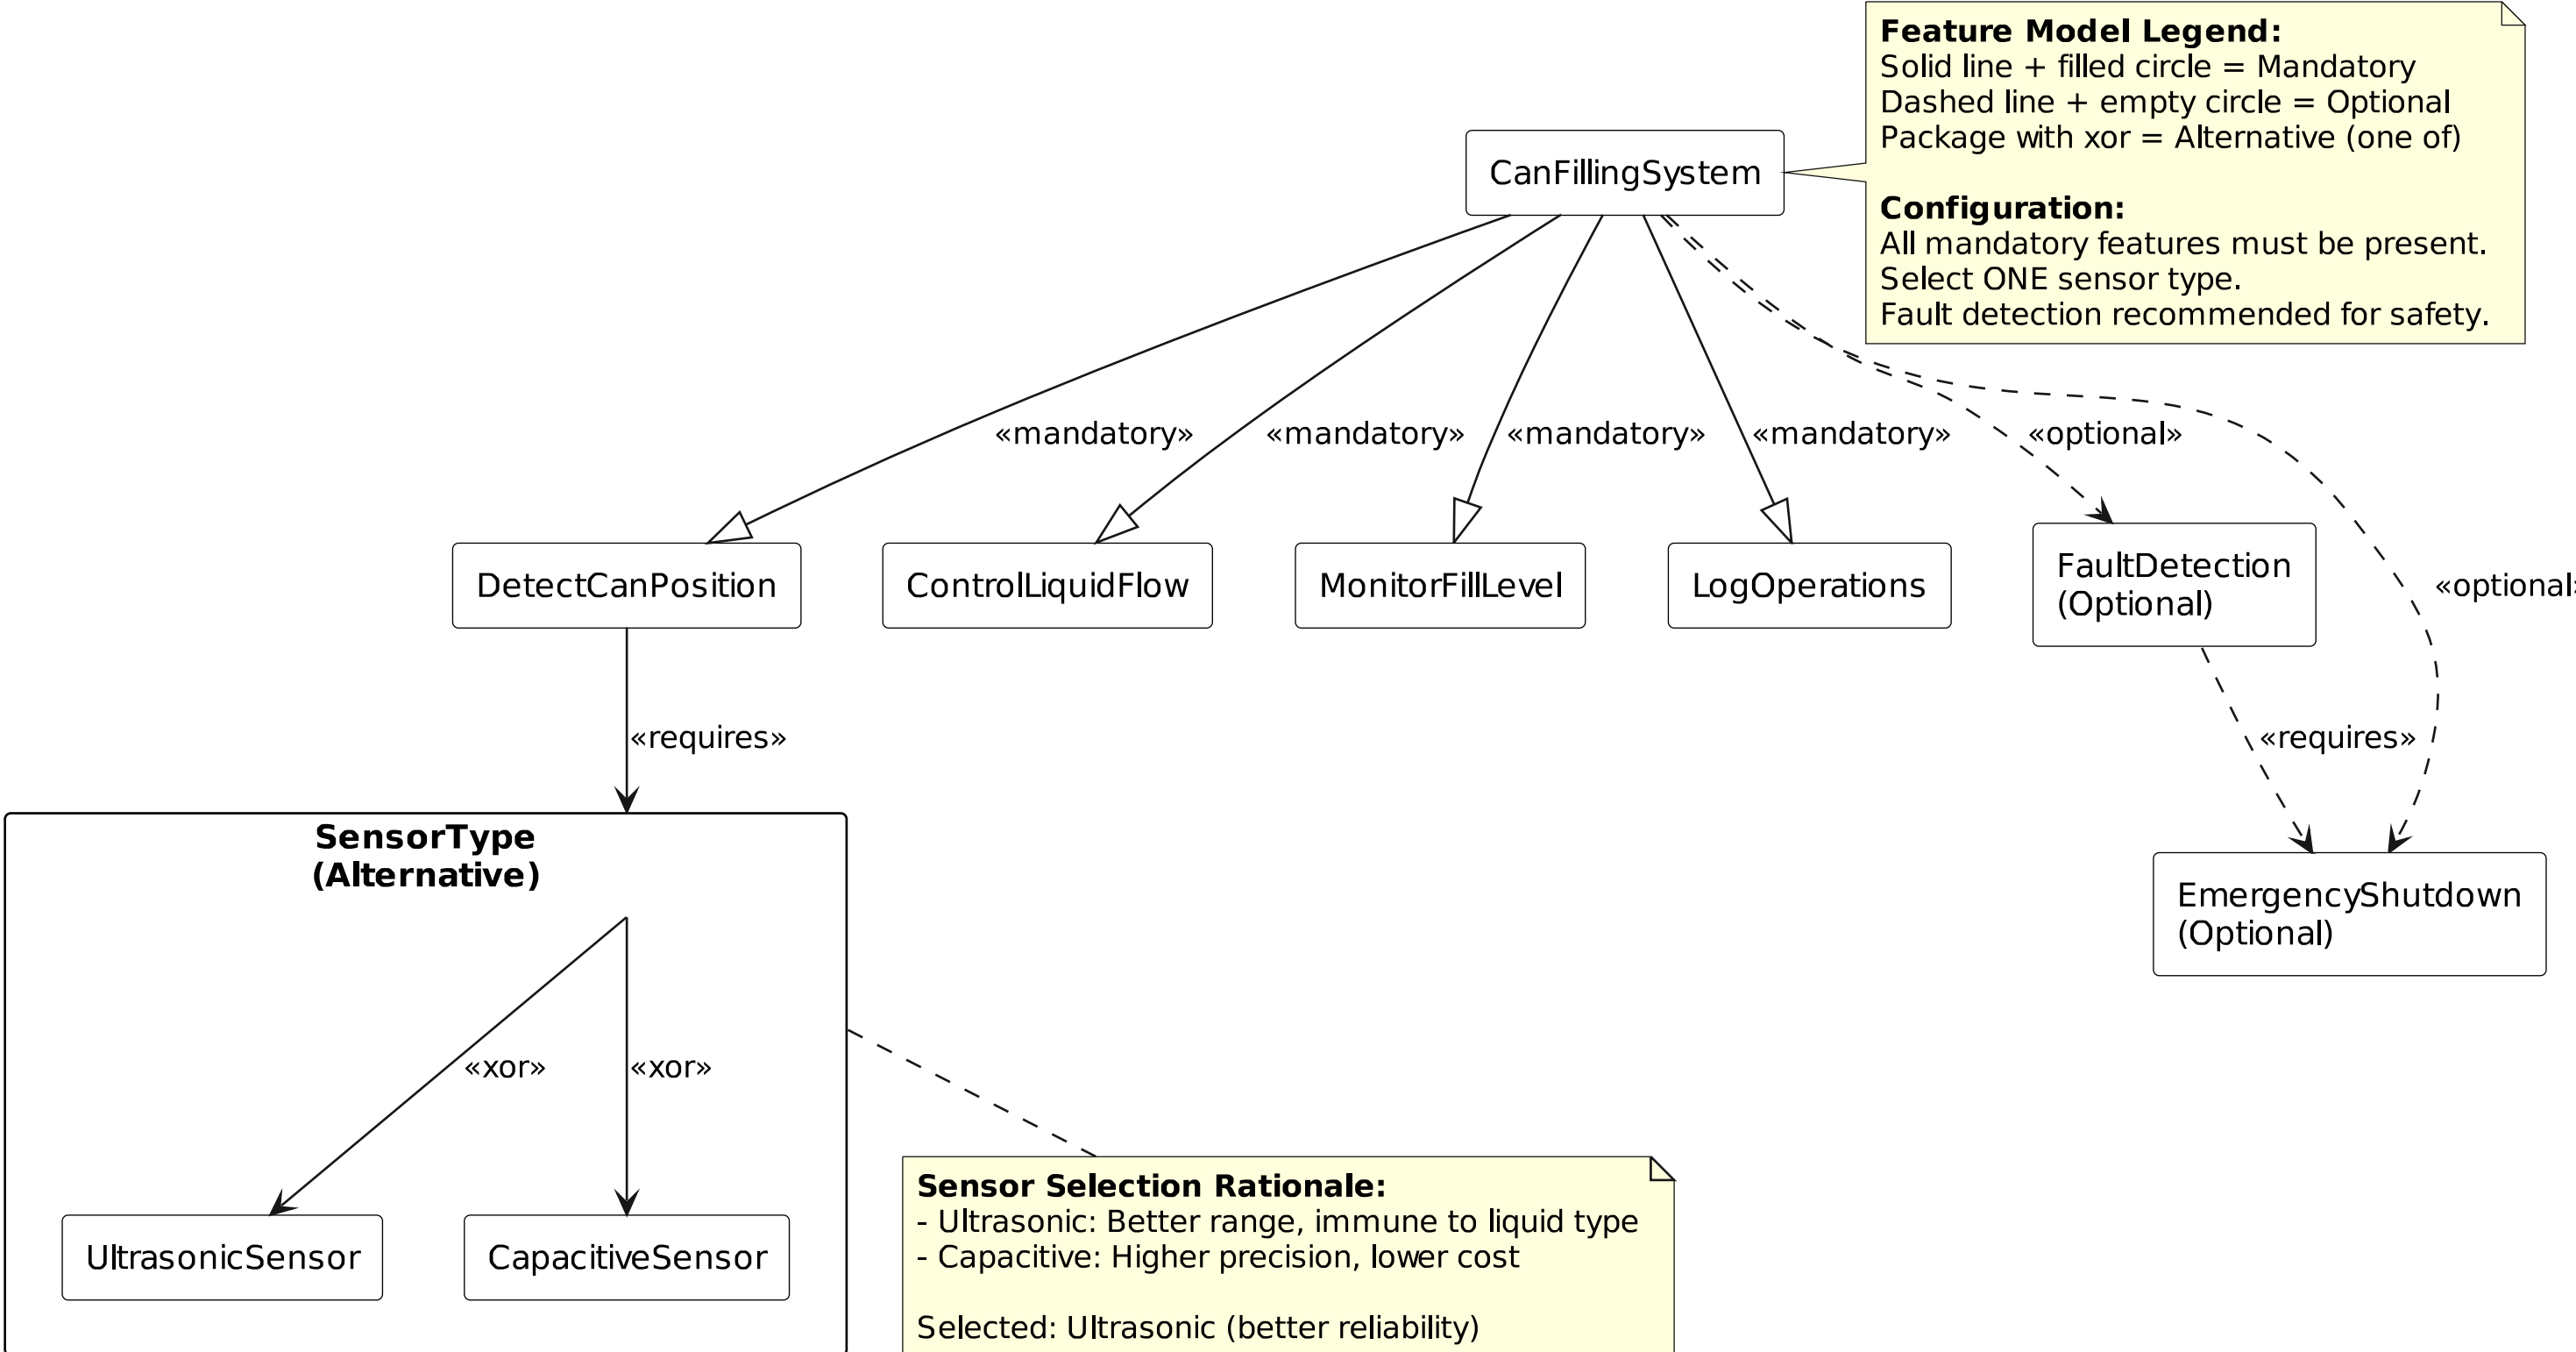 Feature Model Legend:
Solid line + filled circle = Mandatory
Dashed line + empty circle = Optional
Package with xor = Alternative (one of)
Configuration:
All mandatory features must be present.
Select ONE sensor type.
Fault detection recommended for safety.
CanFillingSystem
«mandatory»
«mandatory»
«mandatory»
«mandatory»
«optional»
DetectCanPosition
ControlLiquidFlow
MonitorFillLevel
LogOperations
FaultDetection
(Optional)
«optional»
«requires»
«requires»
SensorType
(Alternative)
EmergencyShutdown
(Optional)
«xor»
«xor»
UltrasonicSensor
CapacitiveSensor
Sensor Selection Rationale:
- Ultrasonic: Better range, immune to liquid type
- Capacitive: Higher precision, lower cost
Selected: Ultrasonic (better reliability)